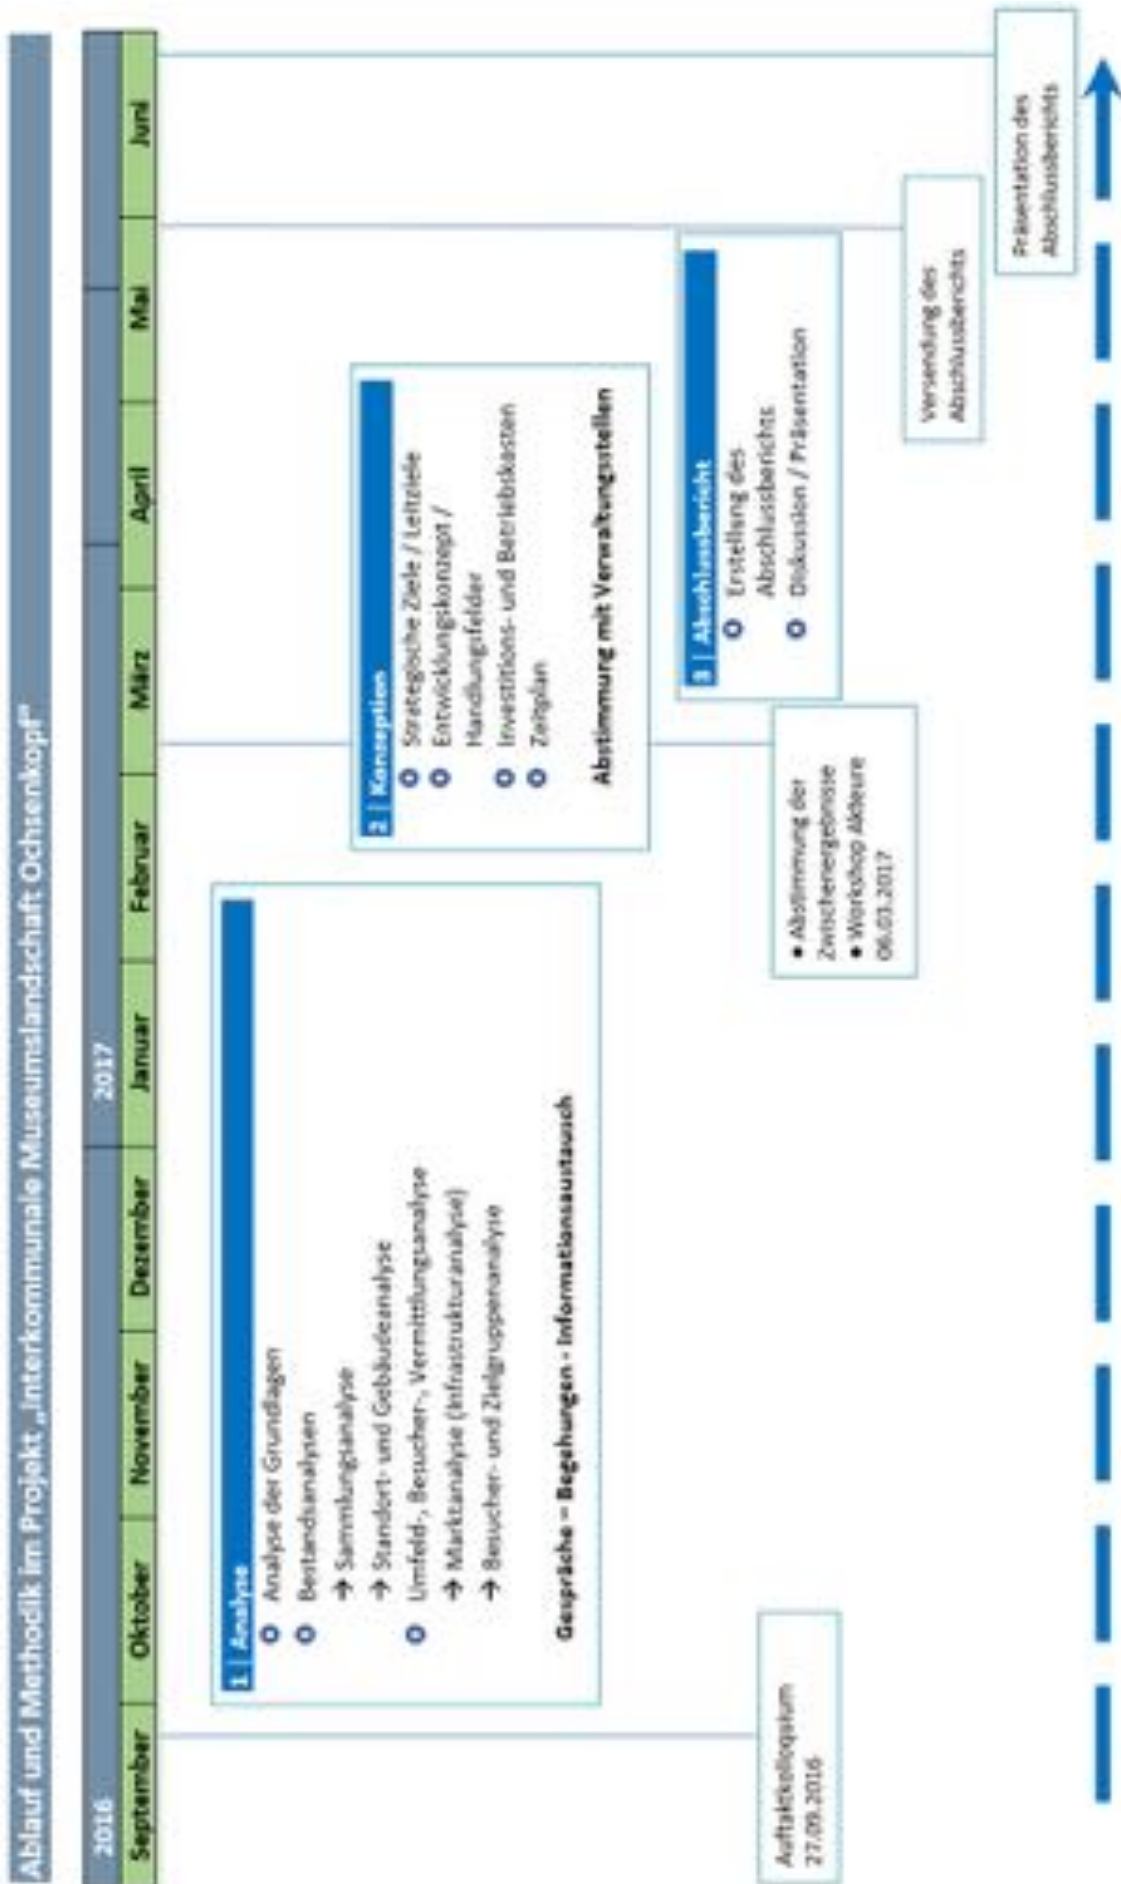 Ablauf und Methodik im Projekt „Interkommunale Museumslandschaft Ochsenkopf“
2016
2017
September
Oktober
November
Dezember
Januar
Februar
März
April
Mai
Juni
1 | Analyse
Analyse der Grundlagen
Bestandsanalysen
→ Sammlungsanalyse
→ Standort- und Gebäudeanalyse
Umfeld-, Besucher-, Vermittlungsanalyse
→ Marktanalyse (Infrastrukturanalyse)
→ Besucher- und Zielgruppenanalyse
Gespräche – Begehungen - Informationsaustausch
2 | Konzeption
Strategische Ziele / Leitziele
Entwicklungskonzept /
Handlungsfelder
Investitions- und Betriebskosten
Zeitplan
Abstimmung mit Verwaltungsstellen
3 | Abschlussbericht
Erstellung des
Abschlussberichts
Diskussion / Präsentation
Auftaktkolloquium
27.09.2016
• Abstimmung der
Zwischenergebnisse
• Workshop Akteure
06.03.2017
Versendung des
Abschlussberichts
Präsentation des
Abschlussberichts